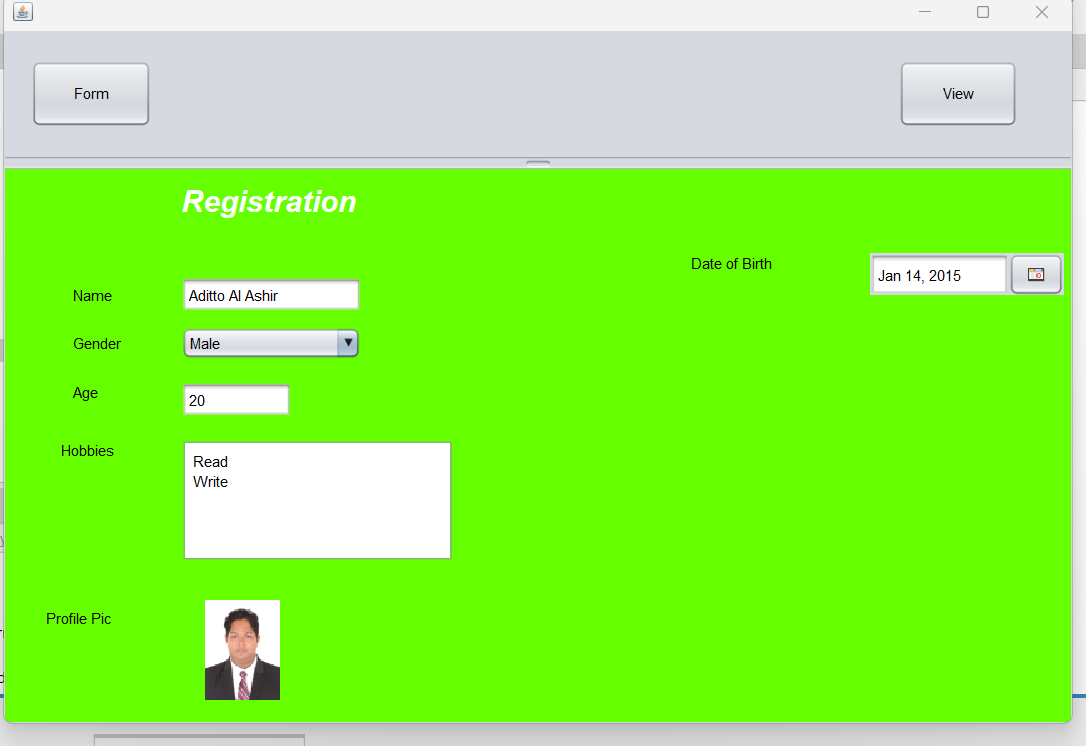 Form
View
Registration
Date of Birth
Jan 14, 2015
Name
Aditto Al Ashir
Gender
Male
Age
20
Hobbies
Read
Write
Profile Pic